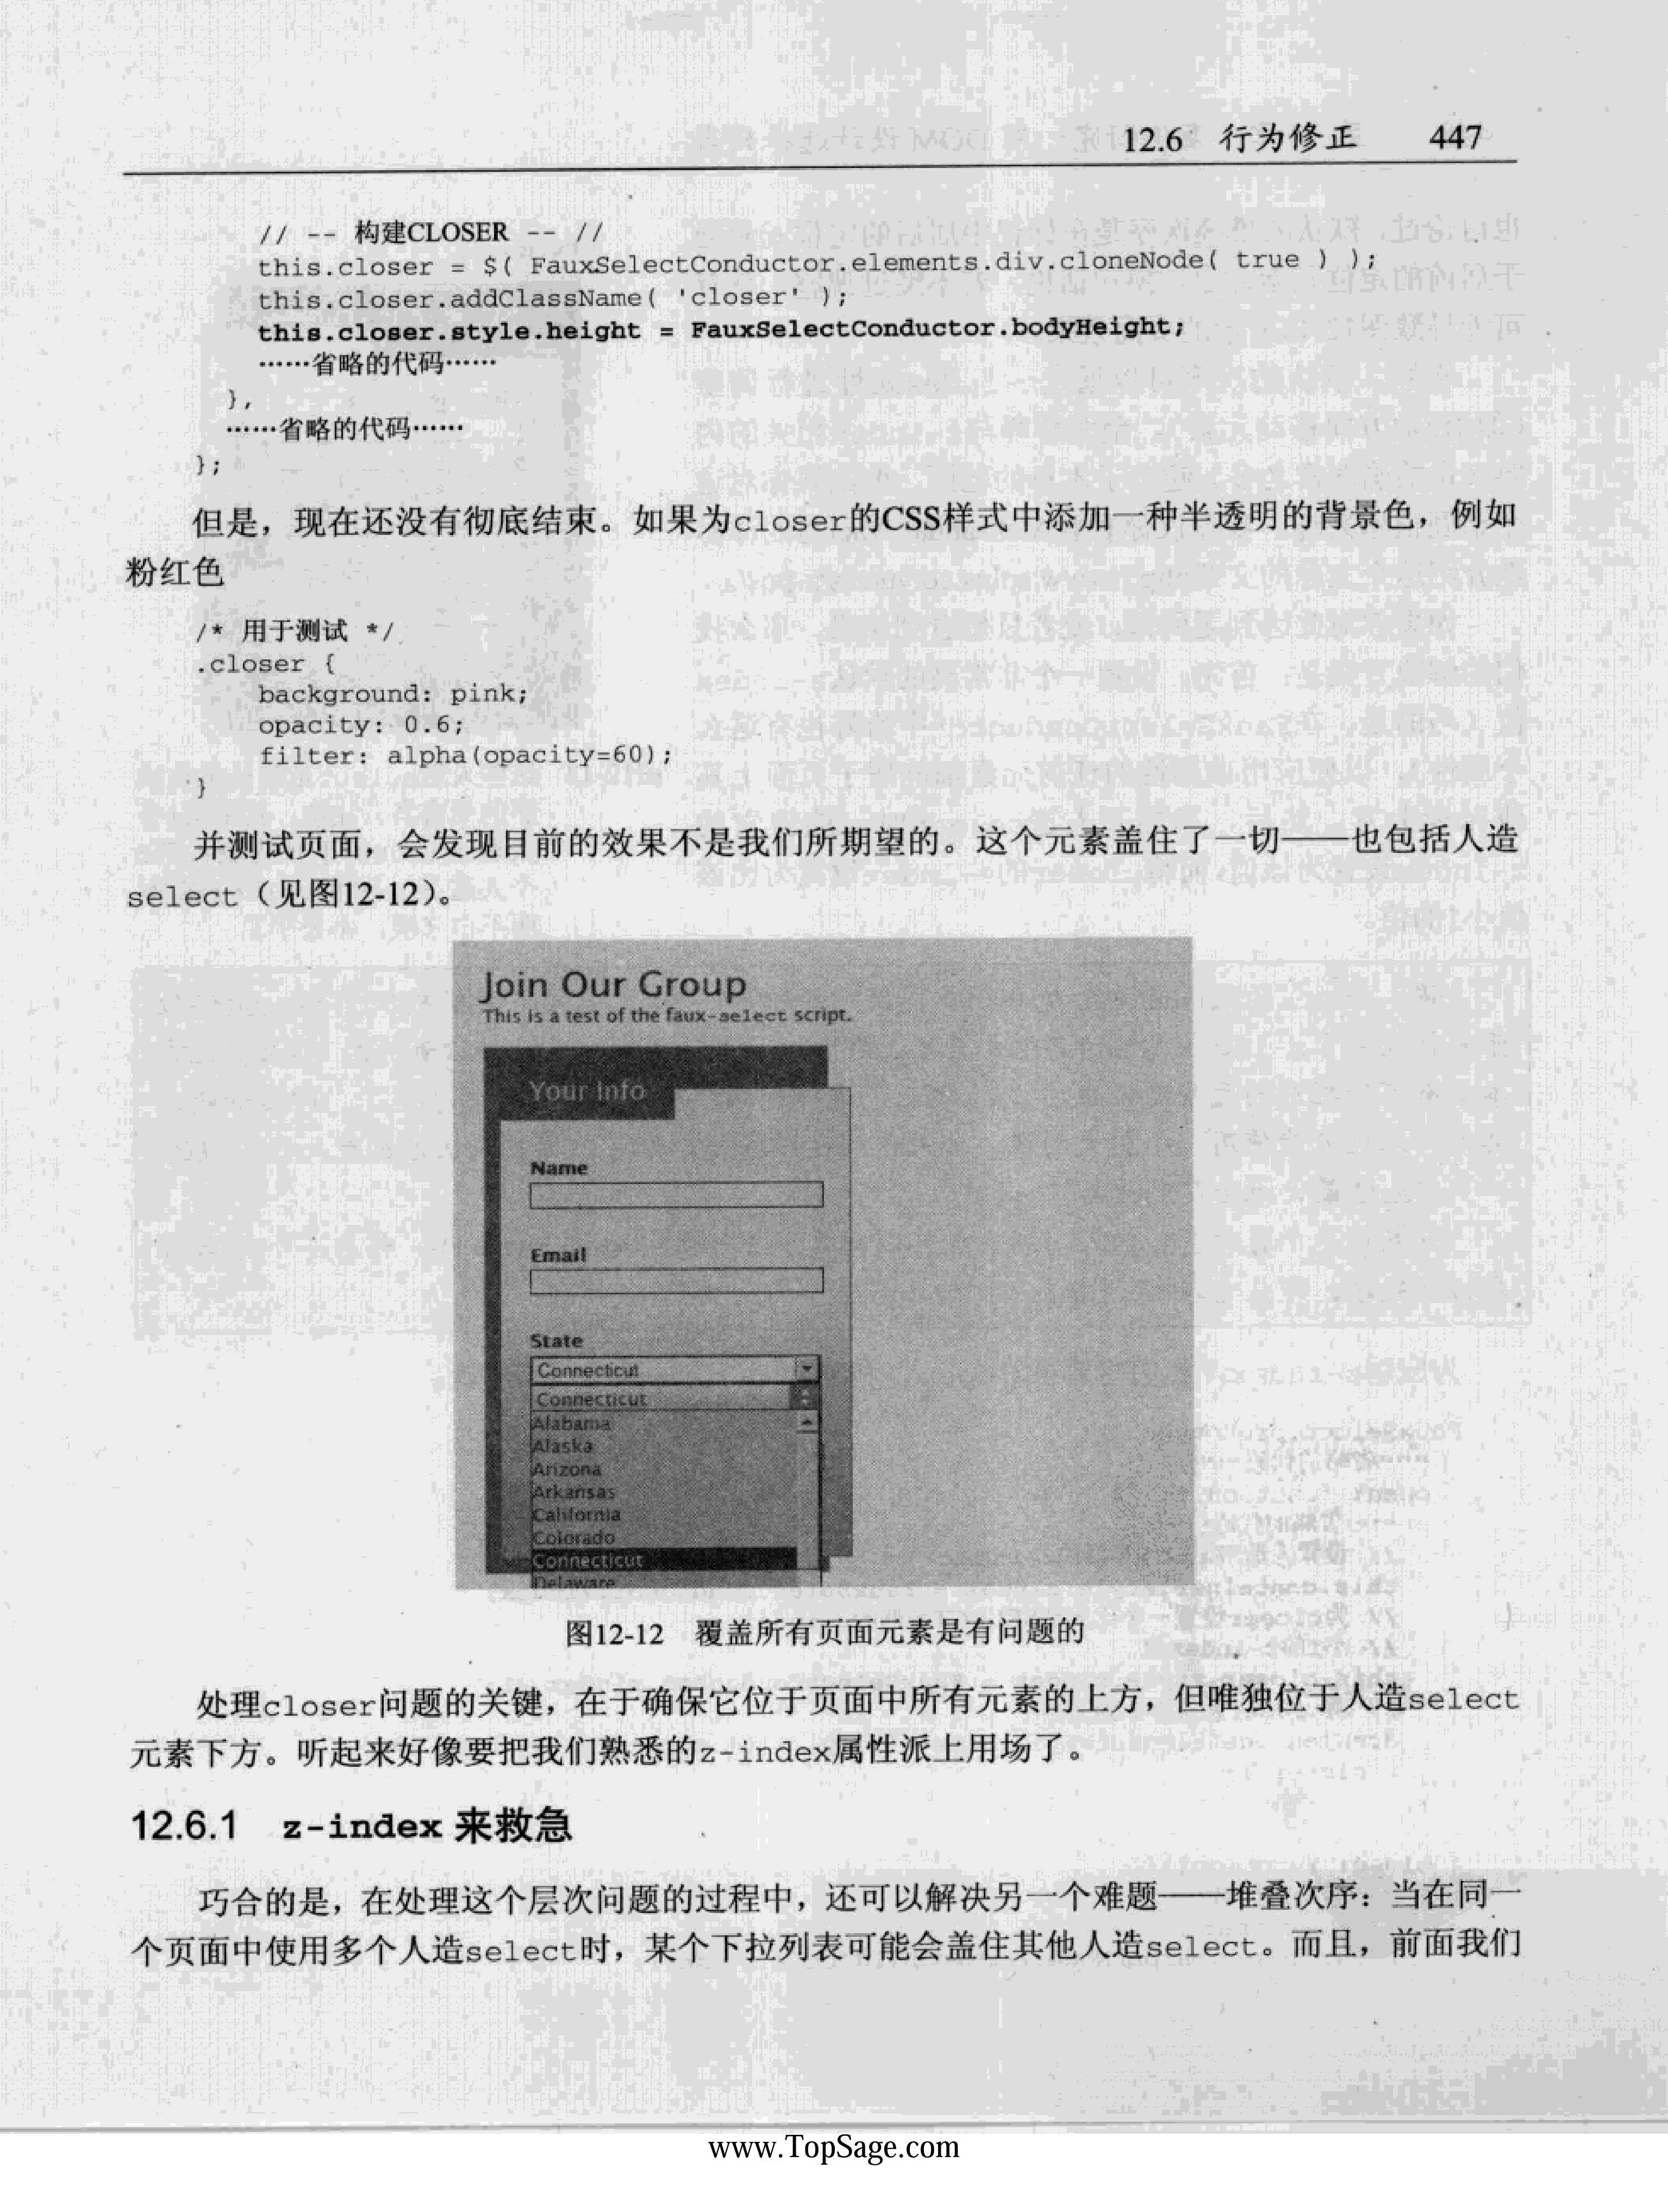 12.6 行为修正 447
// -- 构建CLOSER -- //
this.closer = $( FauxSelectConductor.elements.div.cloneNode( true ) );
this.closer.addClassName( 'closer' );
this.closer.style.height = FauxSelectConductor.bodyHeight;
……省略的代码……
},
……省略的代码……
};
但是，现在还没有彻底结束。如果为closer的CSS样式中添加一种半透明的背景色，例如
粉红色
/* 用于测试 */
.closer {
background: pink;
opacity: 0.6;
filter: alpha(opacity=60);
}
并测试页面，会发现目前的效果不是我们所期望的。这个元素盖住了一切——也包括人造
select（见图12-12）。
Join Our Group
This is a test of the faux-select script.
Your Info
Name
Email
State
Connecticut
Connecticut
Alabama
Alaska
Arizona
Arkansas
California
Colorado
Connecticut
Delaware
图12-12 覆盖所有页面元素是有问题的
处理closer问题的关键，在于确保它位于页面中所有元素的上方，但唯独位于人造select
元素下方。听起来好像要把我们熟悉的z-index属性派上用场了。
12.6.1 z-index 来救急
巧合的是，在处理这个层次问题的过程中，还可以解决另一个难题——堆叠次序：当在同一
个页面中使用多个人造select时，某个下拉列表可能会盖住其他人造select。而且，前面我们
www.TopSage.com